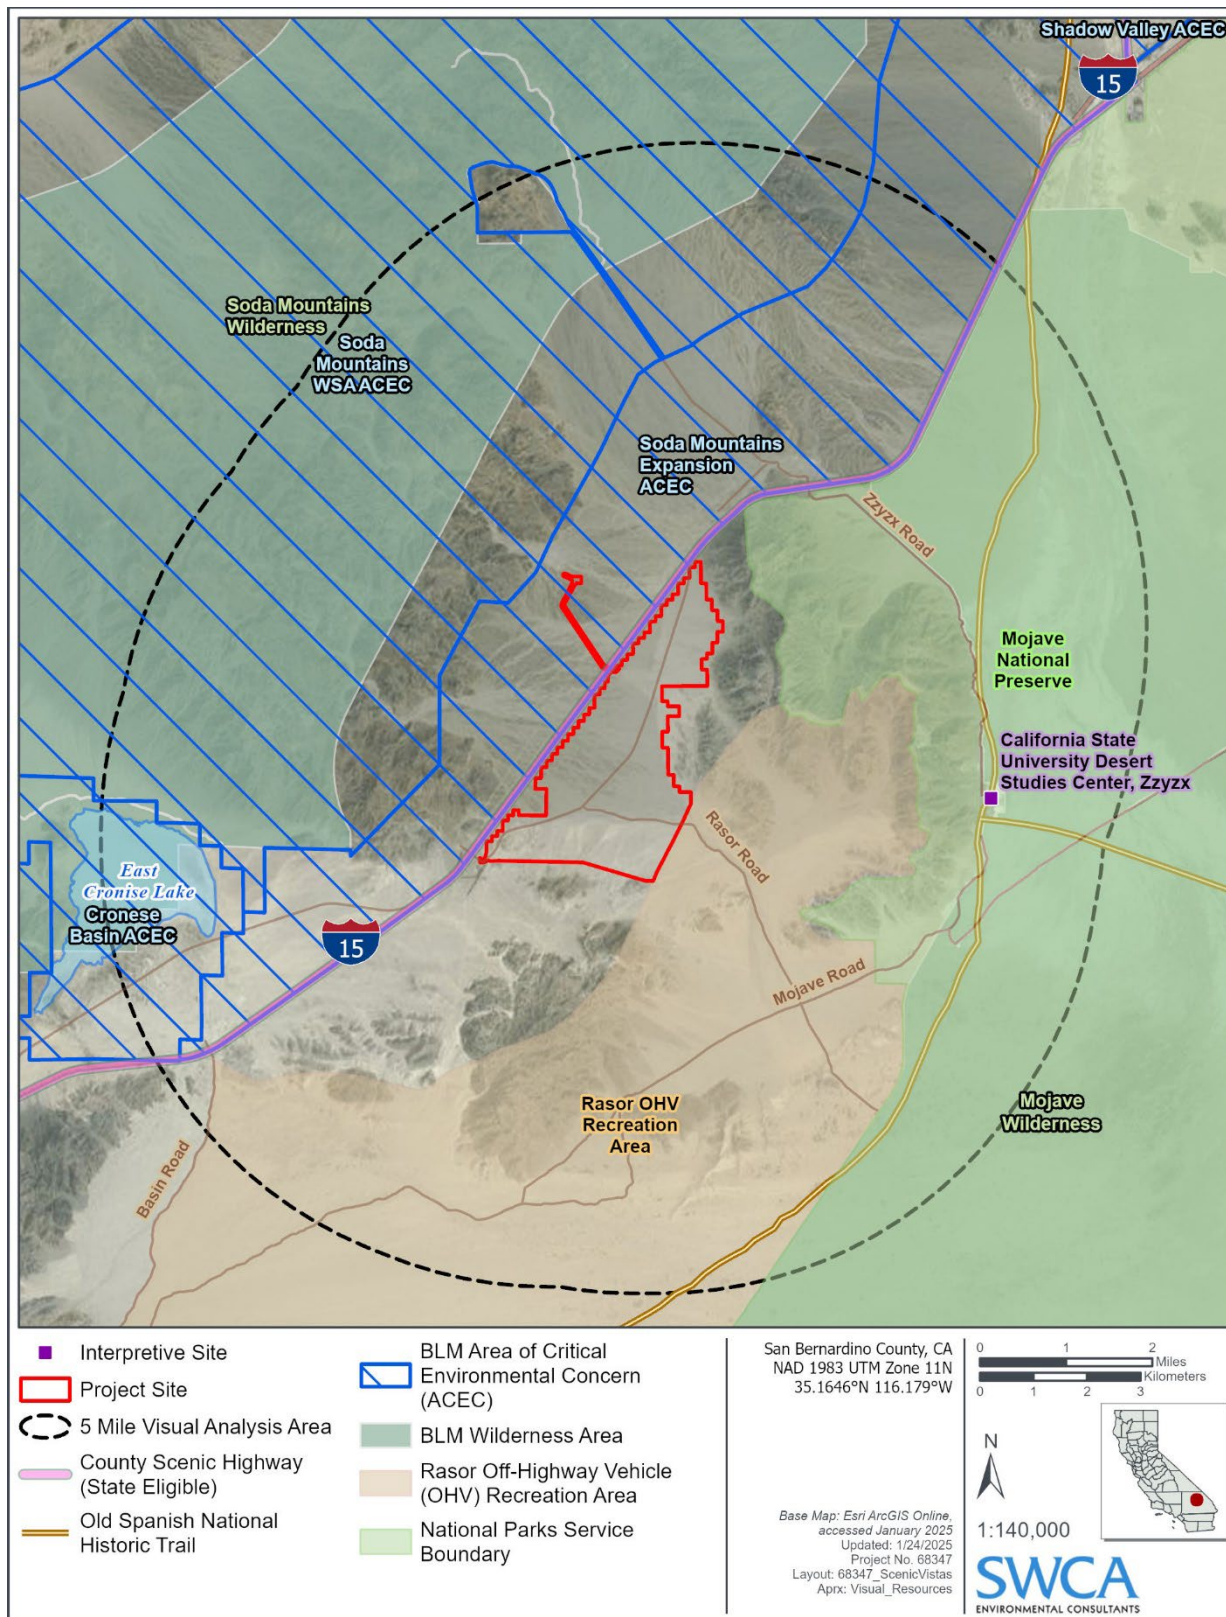 Shadow Valley ACEC
15
Soda Mountains
Wilderness
Soda
Mountains
WSA ACEC
Soda Mountains
Expansion
ACEC
Zzyzx Road
Mojave
National
Preserve
California State
University Desert
Studies Center, Zzyzx
Rasor Road
East
Cronise Lake
Cronese
Basin ACEC
15
Mojave Road
Rasor OHV
Recreation
Area
Mojave
Wilderness
Basin Road
Interpretive Site
Project Site
5 Mile Visual Analysis Area
County Scenic Highway
(State Eligible)
Old Spanish National
Historic Trail
BLM Area of Critical
Environmental Concern
(ACEC)
BLM Wilderness Area
Rasor Off-Highway Vehicle
(OHV) Recreation Area
National Parks Service
Boundary
San Bernardino County, CA
NAD 1983 UTM Zone 11N
35.1646°N 116.179°W
Base Map: Esri ArcGIS Online,
accessed January 2025
Updated: 1/24/2025
Project No. 68347
Layout: 68347_ScenicVistas
Aprx: Visual_Resources
0 1 2
Miles
Kilometers
0 1 2 3
N
1:140,000
SWCA
ENVIRONMENTAL CONSULTANTS